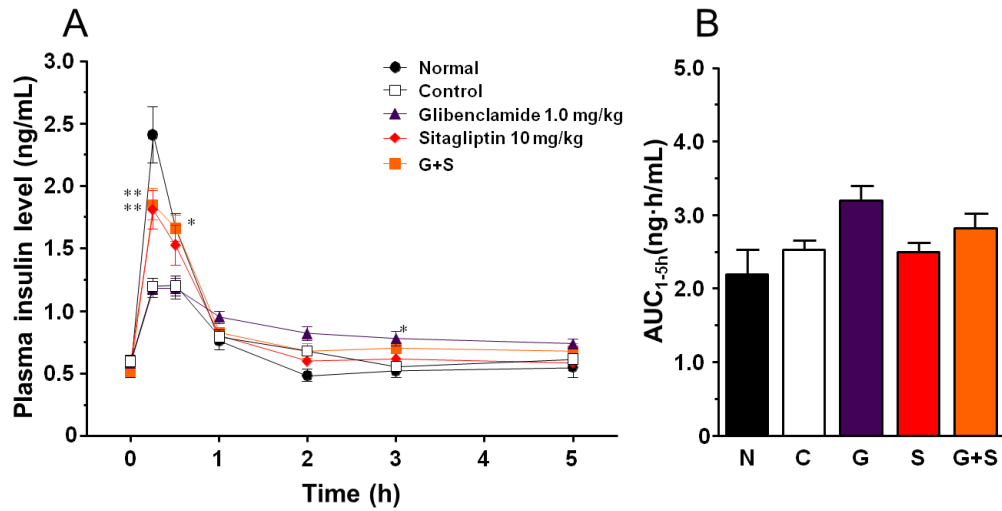 A
Plasma insulin level (ng/mL)
3.0
2.5
2.0
1.5
1.0
0.5
0
Normal
Control
Glibenclamide 1.0 mg/kg
Sitagliptin 10 mg/kg
G+S
**
**
*
*
0 1 2 3 4 5
Time (h)
B
AUC1-5h(ng·h/mL)
5.0
4.0
3.0
2.0
1.0
0
N C G S G+S